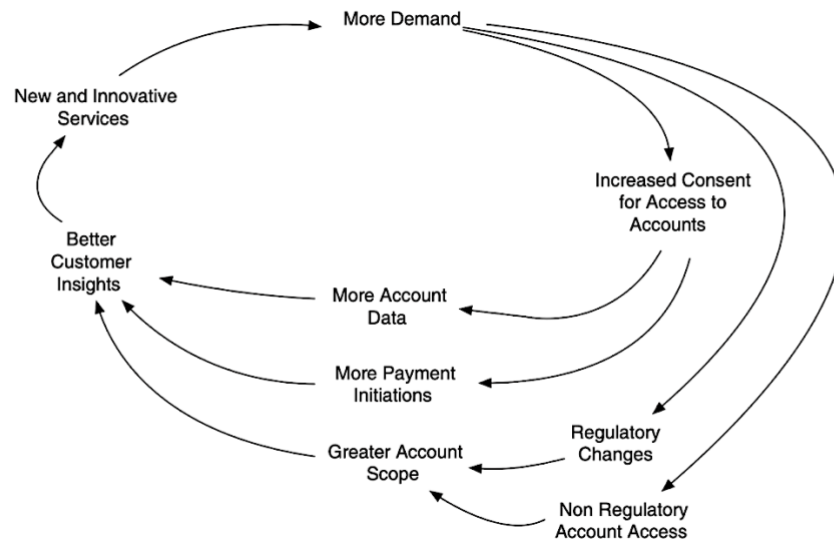 More Demand
New and Innovative
Services
Increased Consent
for Access to
Accounts
Better
Customer
Insights
More Account
Data
More Payment
Initiations
Regulatory
Changes
Greater Account
Scope
Non Regulatory
Account Access